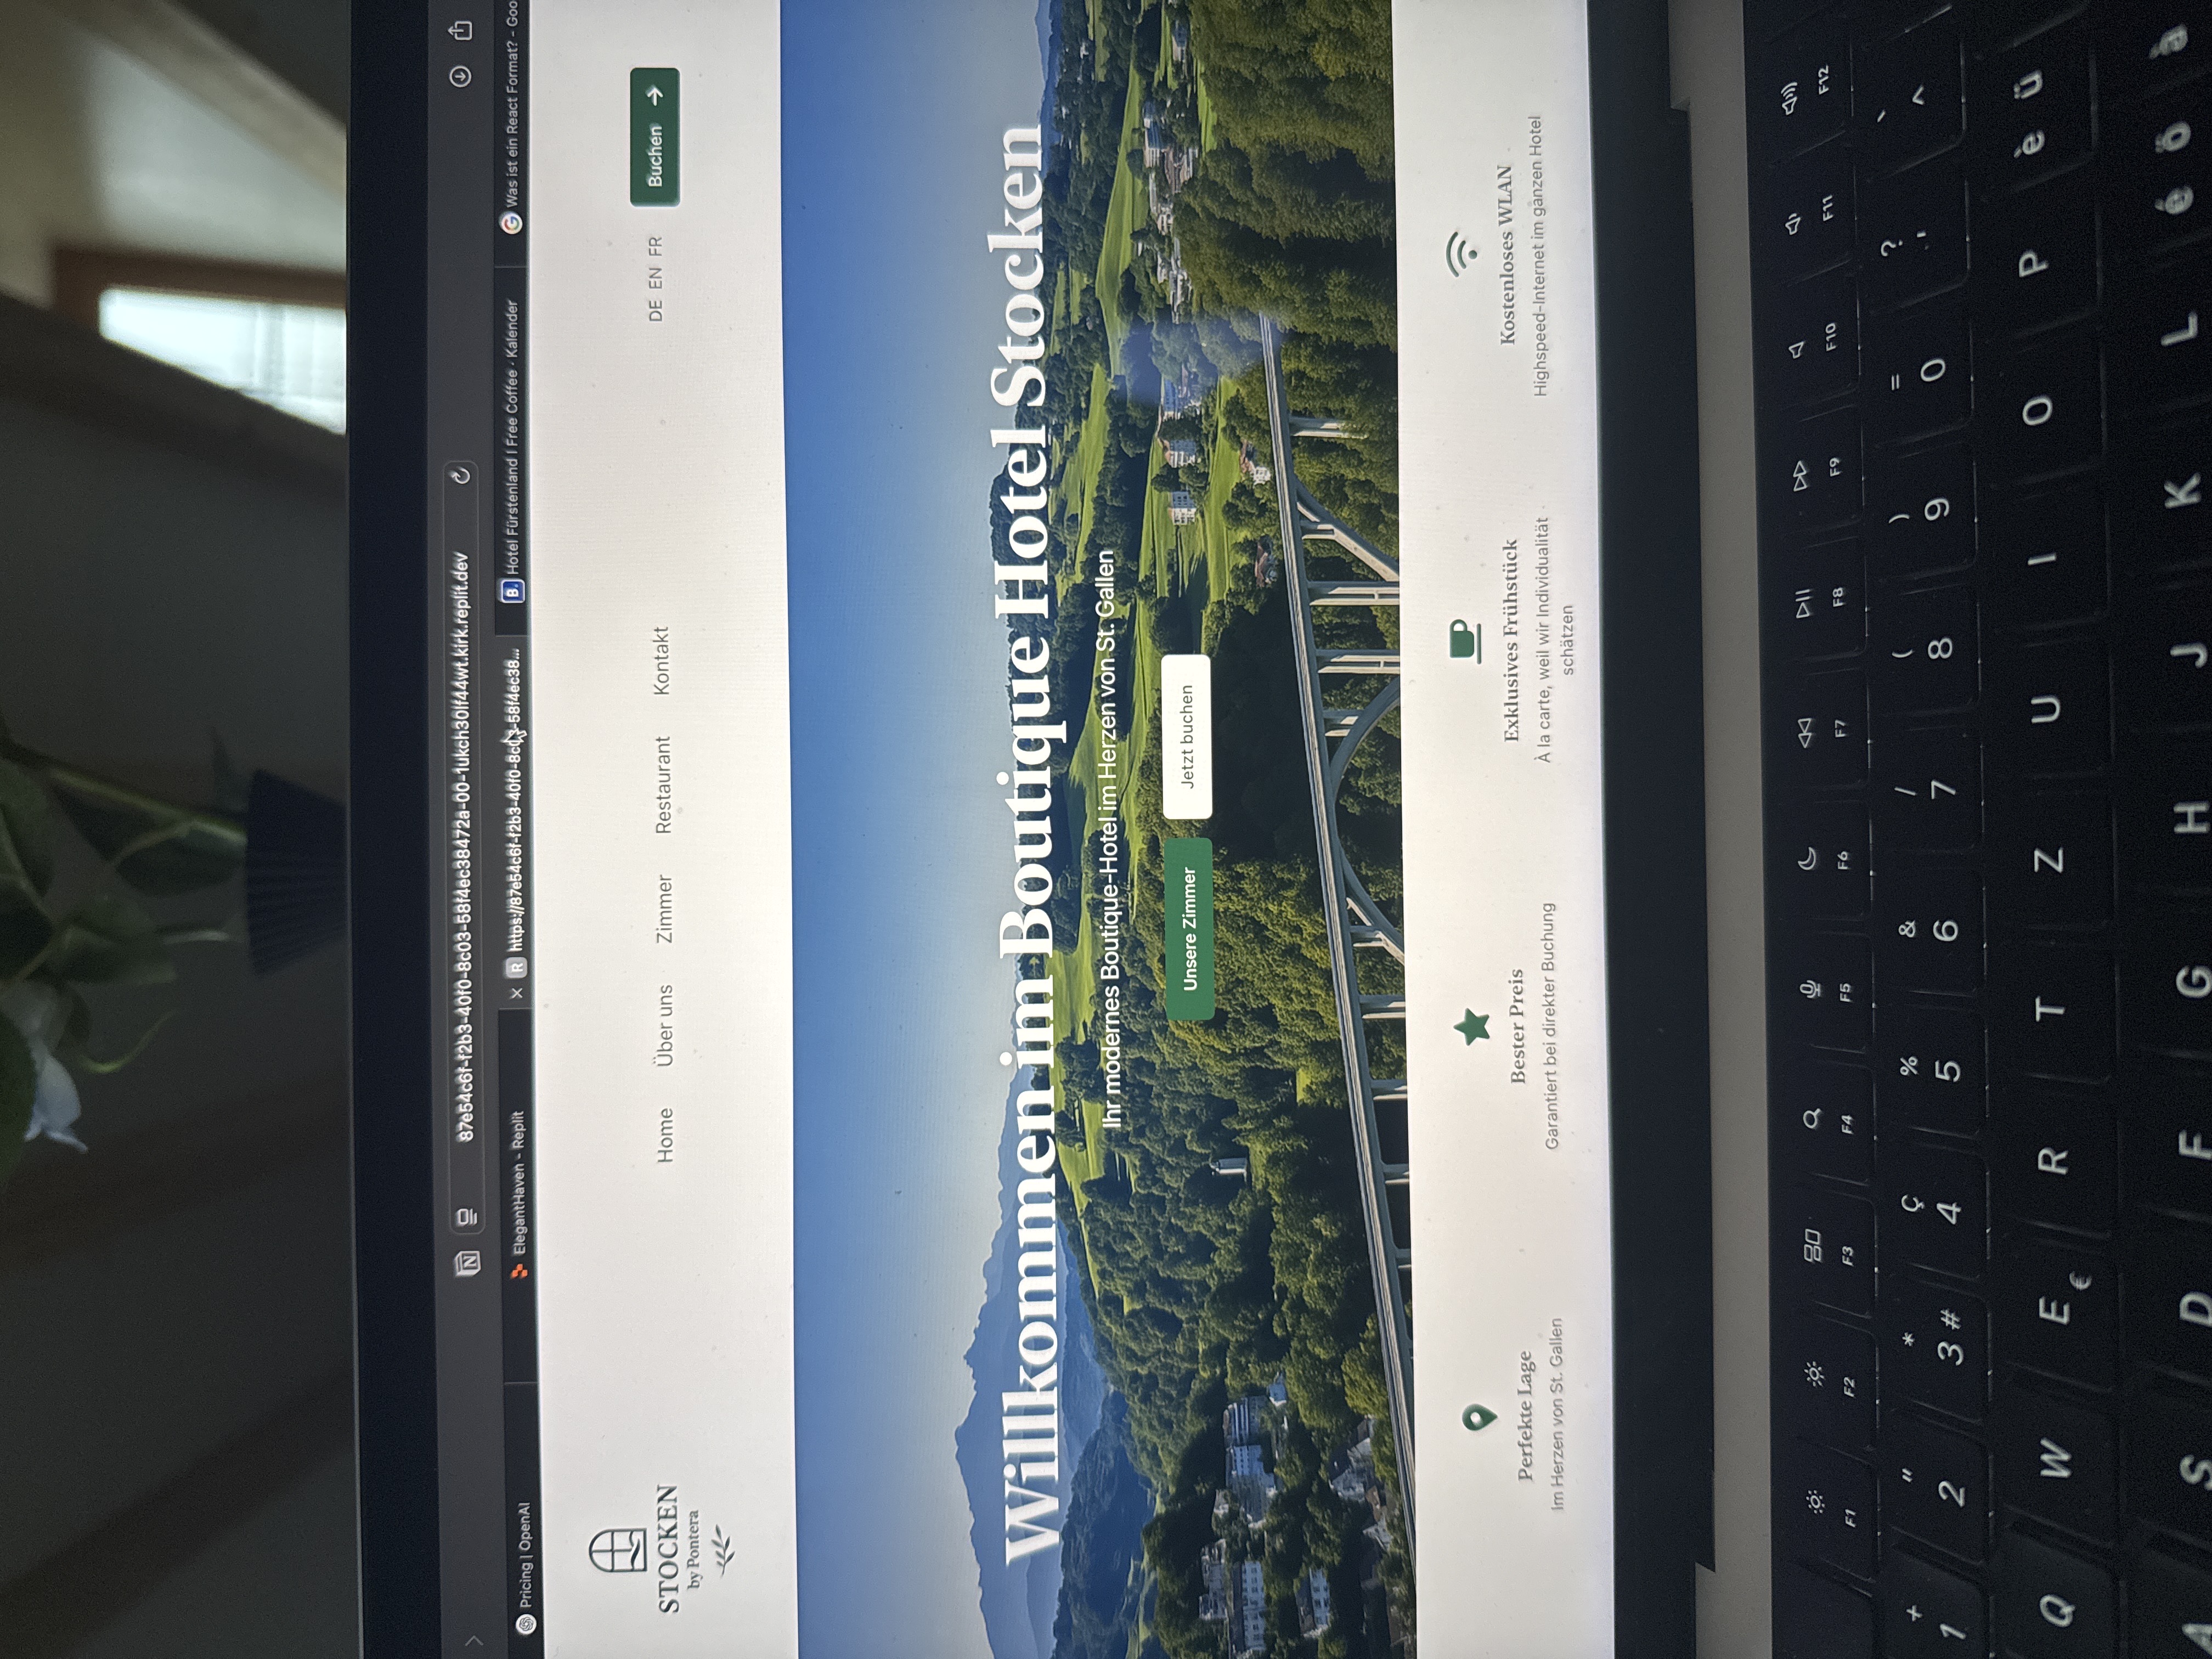 87e54c6f-f2b3-40f0-8c03-58f4ec38472a-00-1ukch30lf44wt.kirk.replit.dev
Pricing | OpenAI
ElegantHaven - Replit
R https://87e54c6f-f2b3-40f0-8c03-58f4ec38...
B. Hotel Fürstenland I Free Coffee · Kalender
G Was ist ein React Format? - Goo
STOCKEN
by Pontera
Home Über uns Zimmer Restaurant Kontakt
DE EN FR
Buchen →
Willkommen im Boutique Hotel Stocken
Ihr modernes Boutique-Hotel im Herzen von St. Gallen
Unsere Zimmer
Jetzt buchen
Perfekte Lage
Im Herzen von St. Gallen
Bester Preis
Garantiert bei direkter Buchung
Exklusives Frühstück
À la carte, weil wir Individualität
schätzen
Kostenloses WLAN
Highspeed-Internet im ganzen Hotel
F1 F2 F3 F4 F5 F6 F7 F8 F9 F10 F11 F12
+ " * Ç % & / ( ) = ? `
1 2 3 # 4 5 6 7 8 9 0 ' ^
Q W E € R T Z U I O P è ü
A S D F G H J K L é ö à